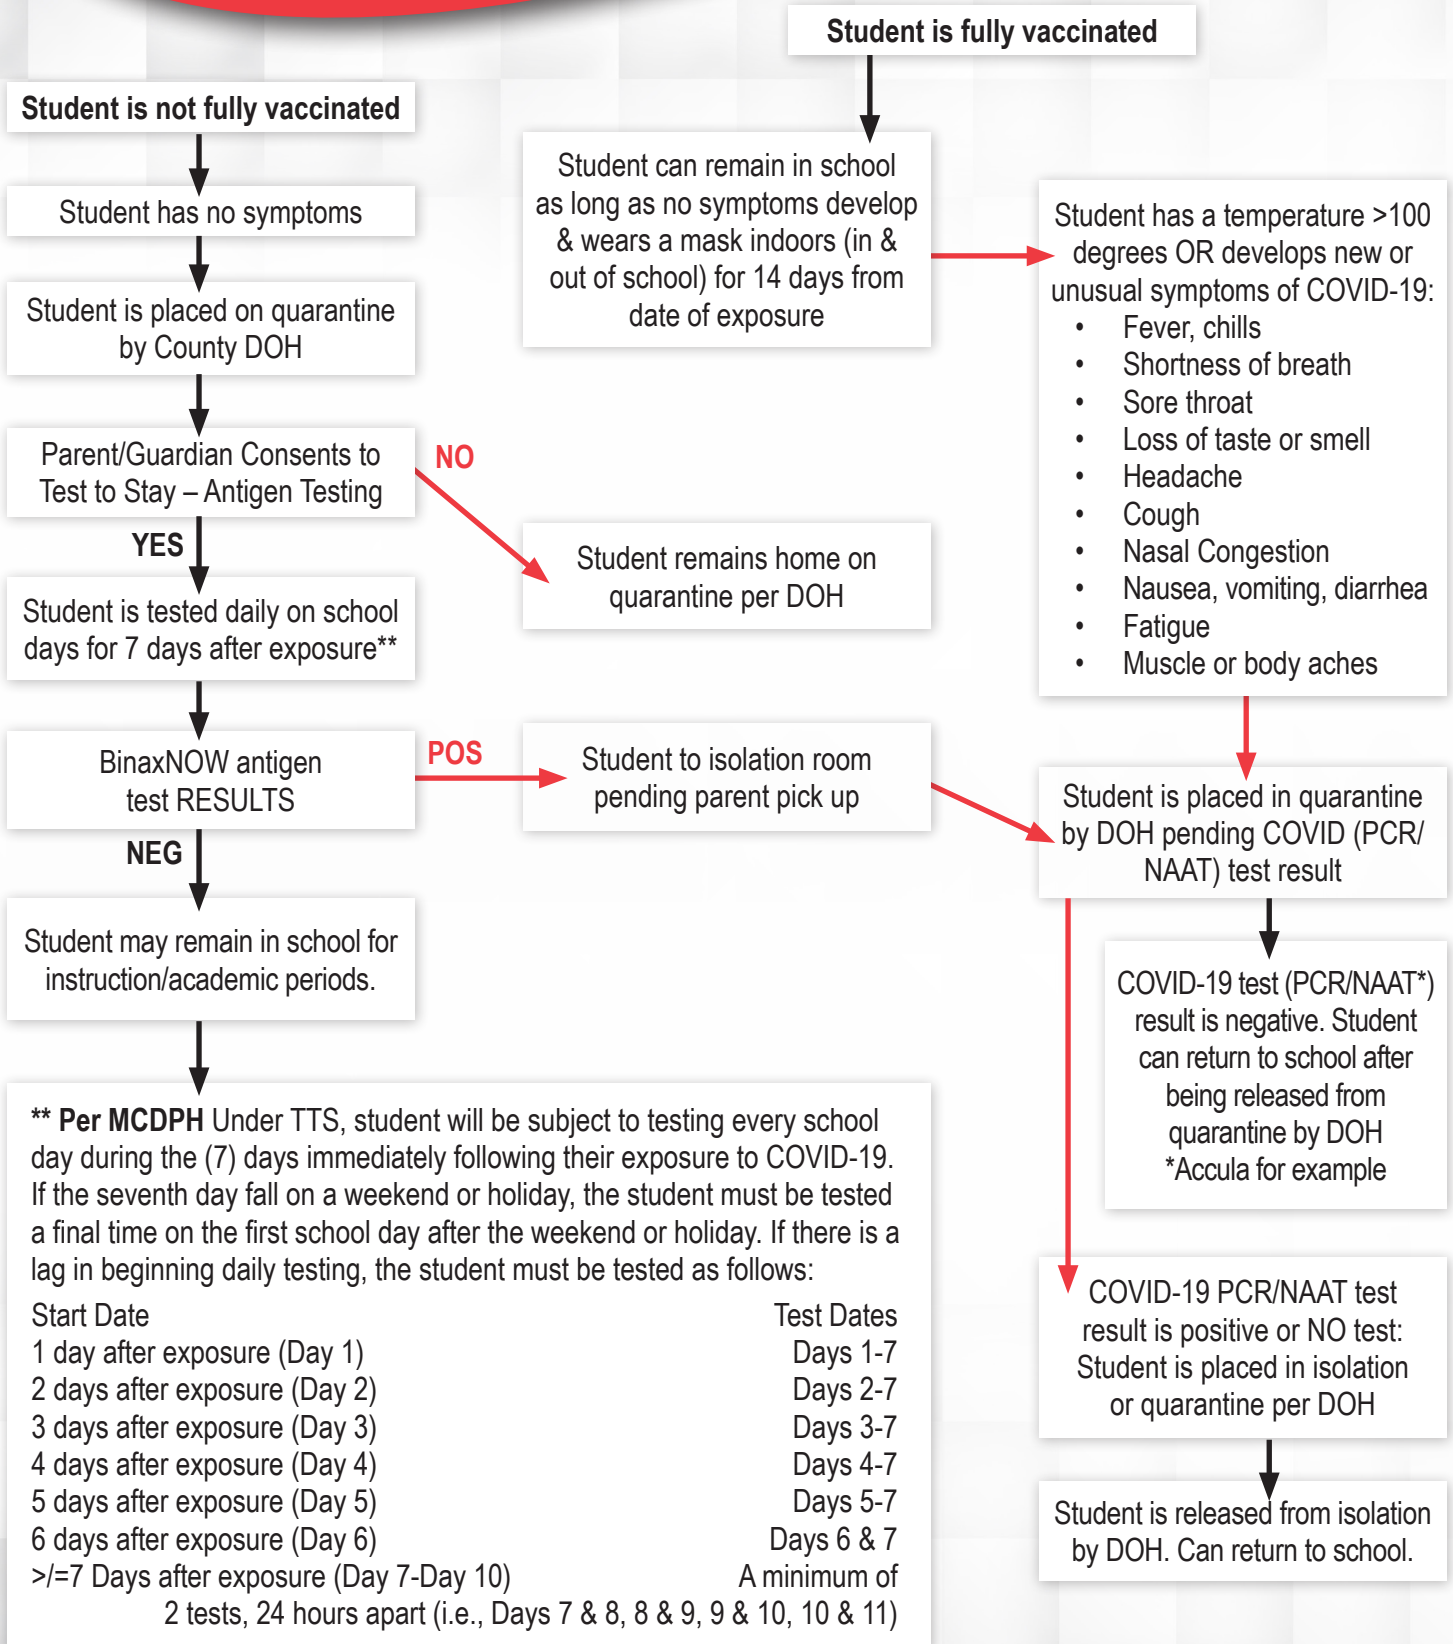 Student is fully vaccinated
Student is not fully vaccinated
Student has no symptoms
Student is placed on quarantine
by County DOH
Parent/Guardian Consents to
Test to Stay – Antigen Testing
NO
YES
Student remains home on
quarantine per DOH
Student is tested daily on school
days for 7 days after exposure**
BinaxNOW antigen
test RESULTS
POS
Student to isolation room
pending parent pick up
NEG
Student may remain in school for
instruction/academic periods.
** Per MCDPH Under TTS, student will be subject to testing every school
day during the (7) days immediately following their exposure to COVID-19.
If the seventh day fall on a weekend or holiday, the student must be tested
a final time on the first school day after the weekend or holiday. If there is a
lag in beginning daily testing, the student must be tested as follows:
Start Date Test Dates
1 day after exposure (Day 1) Days 1-7
2 days after exposure (Day 2) Days 2-7
3 days after exposure (Day 3) Days 3-7
4 days after exposure (Day 4) Days 4-7
5 days after exposure (Day 5) Days 5-7
6 days after exposure (Day 6) Days 6 & 7
>/=7 Days after exposure (Day 7-Day 10) A minimum of
2 tests, 24 hours apart (i.e., Days 7 & 8, 8 & 9, 9 & 10, 10 & 11)
Student can remain in school
as long as no symptoms develop
& wears a mask indoors (in &
out of school) for 14 days from
date of exposure
Student has a temperature >100
degrees OR develops new or
unusual symptoms of COVID-19:
• Fever, chills
• Shortness of breath
• Sore throat
• Loss of taste or smell
• Headache
• Cough
• Nasal Congestion
• Nausea, vomiting, diarrhea
• Fatigue
• Muscle or body aches
Student is placed in quarantine
by DOH pending COVID (PCR/
NAAT) test result
COVID-19 test (PCR/NAAT*)
result is negative. Student
can return to school after
being released from
quarantine by DOH
*Accula for example
COVID-19 PCR/NAAT test
result is positive or NO test:
Student is placed in isolation
or quarantine per DOH
Student is released from isolation
by DOH. Can return to school.